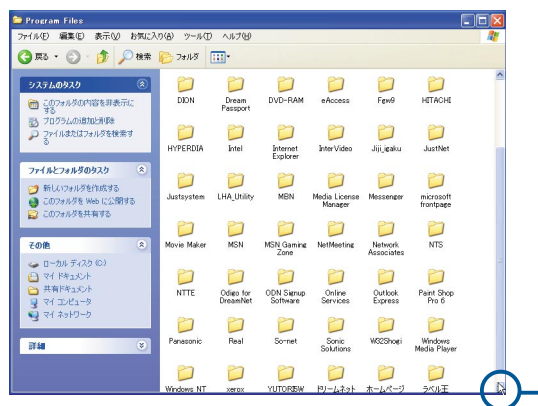 Program Files
ファイル(F) 編集(E) 表示(V) お気に入り(A) ツール(T) ヘルプ(H)
戻る 検索 フォルダ
システムのタスク
このフォルダの内容を非表示に
する
プログラムの追加と削除
ファイルまたはフォルダを検索す
る
ファイルとフォルダのタスク
新しいフォルダを作成する
このフォルダを Web に公開する
このフォルダを共有する
その他
ローカル ディスク (C:)
マイ ドキュメント
共有ドキュメント
マイ コンピュータ
マイ ネットワーク
詳細
DION Dream DVD-RAM eAccess Fgw9 HITACHI
Passport
HYPERDIA Intel Internet InterVideo Jiji_igaku JustNet
Explorer
Justsystem LHA_Utility MBN Media License Messenger microsoft
Manager frontpage
Movie Maker MSN MSN Gaming NetMeeting Network NTS
Zone Associates
NTTE Odigo for ODN Signup Online Outlook Paint Shop
DreamNet Software Services Express Pro 6
Panasonic Real So-net Sonic W32Shogi Windows
Solutions Media Player
Windows NT xerox YUTORI5W ドリームネット ホームページ ラベル王